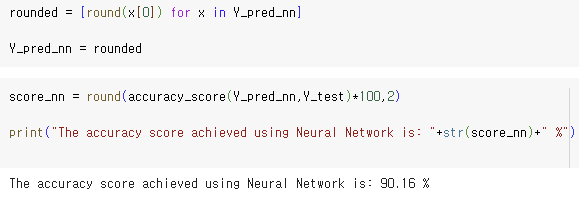 rounded = [round(x[0]) for x in Y_pred_nn]
Y_pred_nn = rounded
score_nn = round(accuracy_score(Y_pred_nn,Y_test)*100,2)
print("The accuracy score achieved using Neural Network is: "+str(score_nn)+" %")
The accuracy score achieved using Neural Network is: 90.16 %